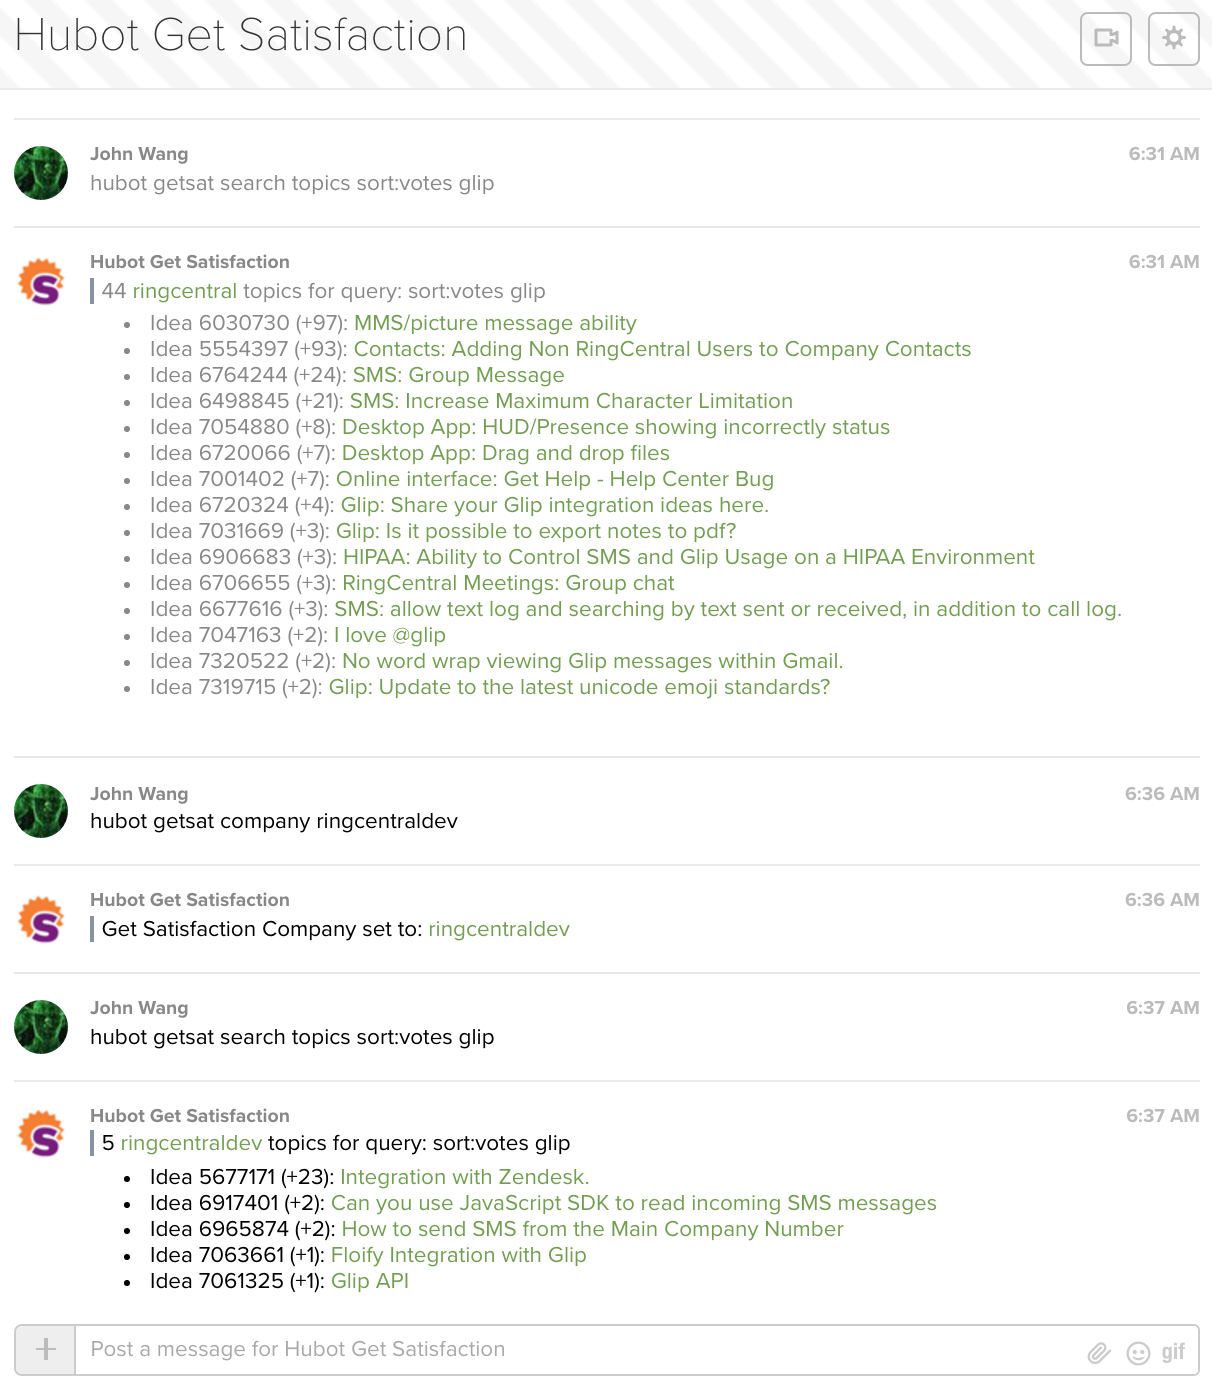 Hubot Get Satisfaction
John Wang 6:31 AM
hubot getsat search topics sort:votes glip
Hubot Get Satisfaction 6:31 AM
44 ringcentral topics for query: sort:votes glip
• Idea 6030730 (+97): MMS/picture message ability
• Idea 5554397 (+93): Contacts: Adding Non RingCentral Users to Company Contacts
• Idea 6764244 (+24): SMS: Group Message
• Idea 6498845 (+21): SMS: Increase Maximum Character Limitation
• Idea 7054880 (+8): Desktop App: HUD/Presence showing incorrectly status
• Idea 6720066 (+7): Desktop App: Drag and drop files
• Idea 7001402 (+7): Online interface: Get Help - Help Center Bug
• Idea 6720324 (+4): Glip: Share your Glip integration ideas here.
• Idea 7031669 (+3): Glip: Is it possible to export notes to pdf?
• Idea 6906683 (+3): HIPAA: Ability to Control SMS and Glip Usage on a HIPAA Environment
• Idea 6706655 (+3): RingCentral Meetings: Group chat
• Idea 6677616 (+3): SMS: allow text log and searching by text sent or received, in addition to call log.
• Idea 7047163 (+2): I love @glip
• Idea 7320522 (+2): No word wrap viewing Glip messages within Gmail.
• Idea 7319715 (+2): Glip: Update to the latest unicode emoji standards?
John Wang 6:36 AM
hubot getsat company ringcentraldev
Hubot Get Satisfaction 6:36 AM
Get Satisfaction Company set to: ringcentraldev
John Wang 6:37 AM
hubot getsat search topics sort:votes glip
Hubot Get Satisfaction 6:37 AM
5 ringcentraldev topics for query: sort:votes glip
• Idea 5677171 (+23): Integration with Zendesk.
• Idea 6917401 (+2): Can you use JavaScript SDK to read incoming SMS messages
• Idea 6965874 (+2): How to send SMS from the Main Company Number
• Idea 7063661 (+1): Floify Integration with Glip
• Idea 7061325 (+1): Glip API
Post a message for Hubot Get Satisfaction gif